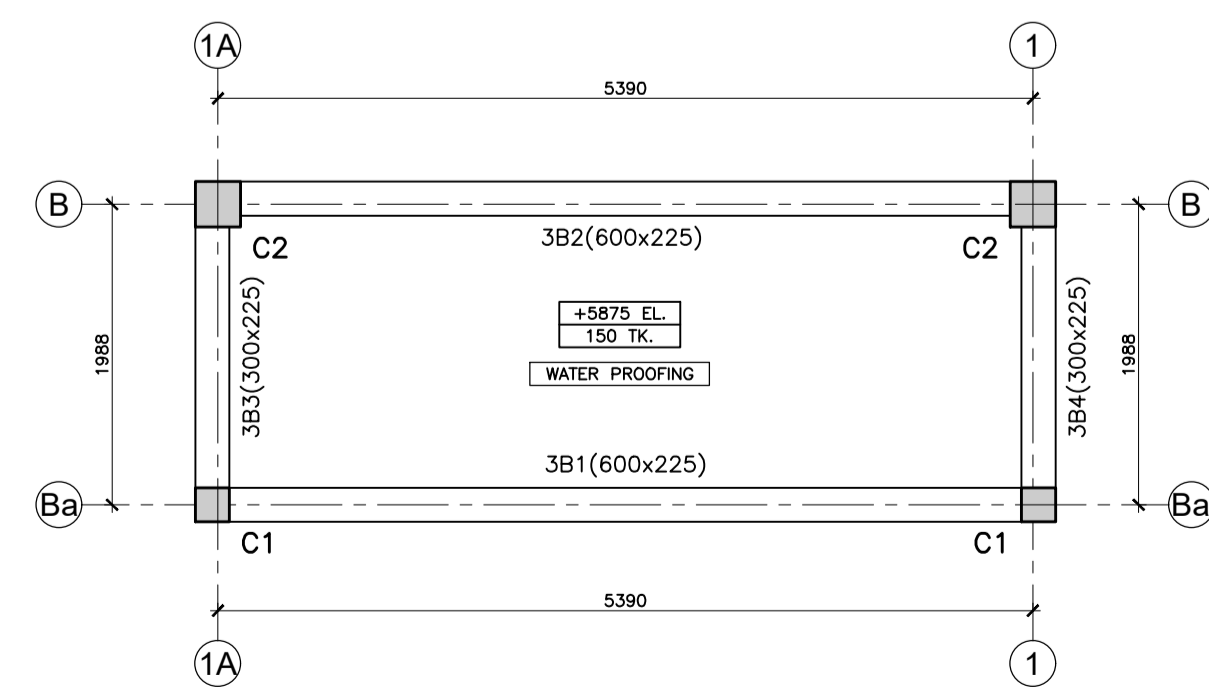 1A
1
5390
B
B
3B2(600x225)
C2
C2
+5875 EL.
150 TK.
WATER PROOFING
1988
3B3(300x225)
3B4(300x225)
1988
3B1(600x225)
Ba
Ba
C1
C1
5390
1A
1